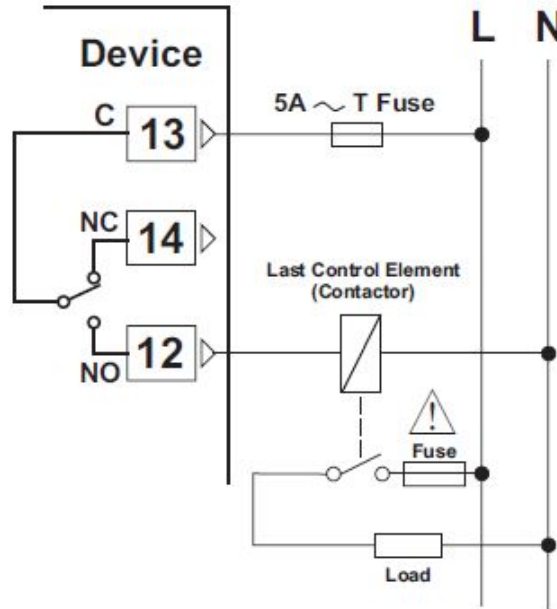 L N
Device
5A ~ T Fuse
C
13
NC
14
Last Control Element
(Contactor)
12
NO
Fuse
Load